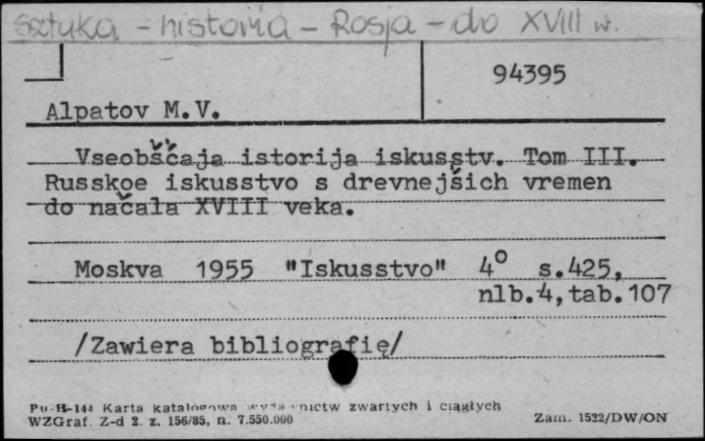 sztuka - historia - Rosja - do XVIII w.
94395
Alpatov M.V.
Vseobščaja istorija iskusstv. Tom III.
Russkoe iskusstvo s drevnejšich vremen
do načala XVIII veka.
Moskva 1955 "Iskusstvo" 4° s.425,
nlb.4,tab.107
/Zawiera bibliografię/
Pu-H-144 Karta katalogowa wydawnictw zwartych i ciągłych
WZGraf. Z-d 2. z. 156/85, n. 7.550.000
Zam. 1522/DW/ON